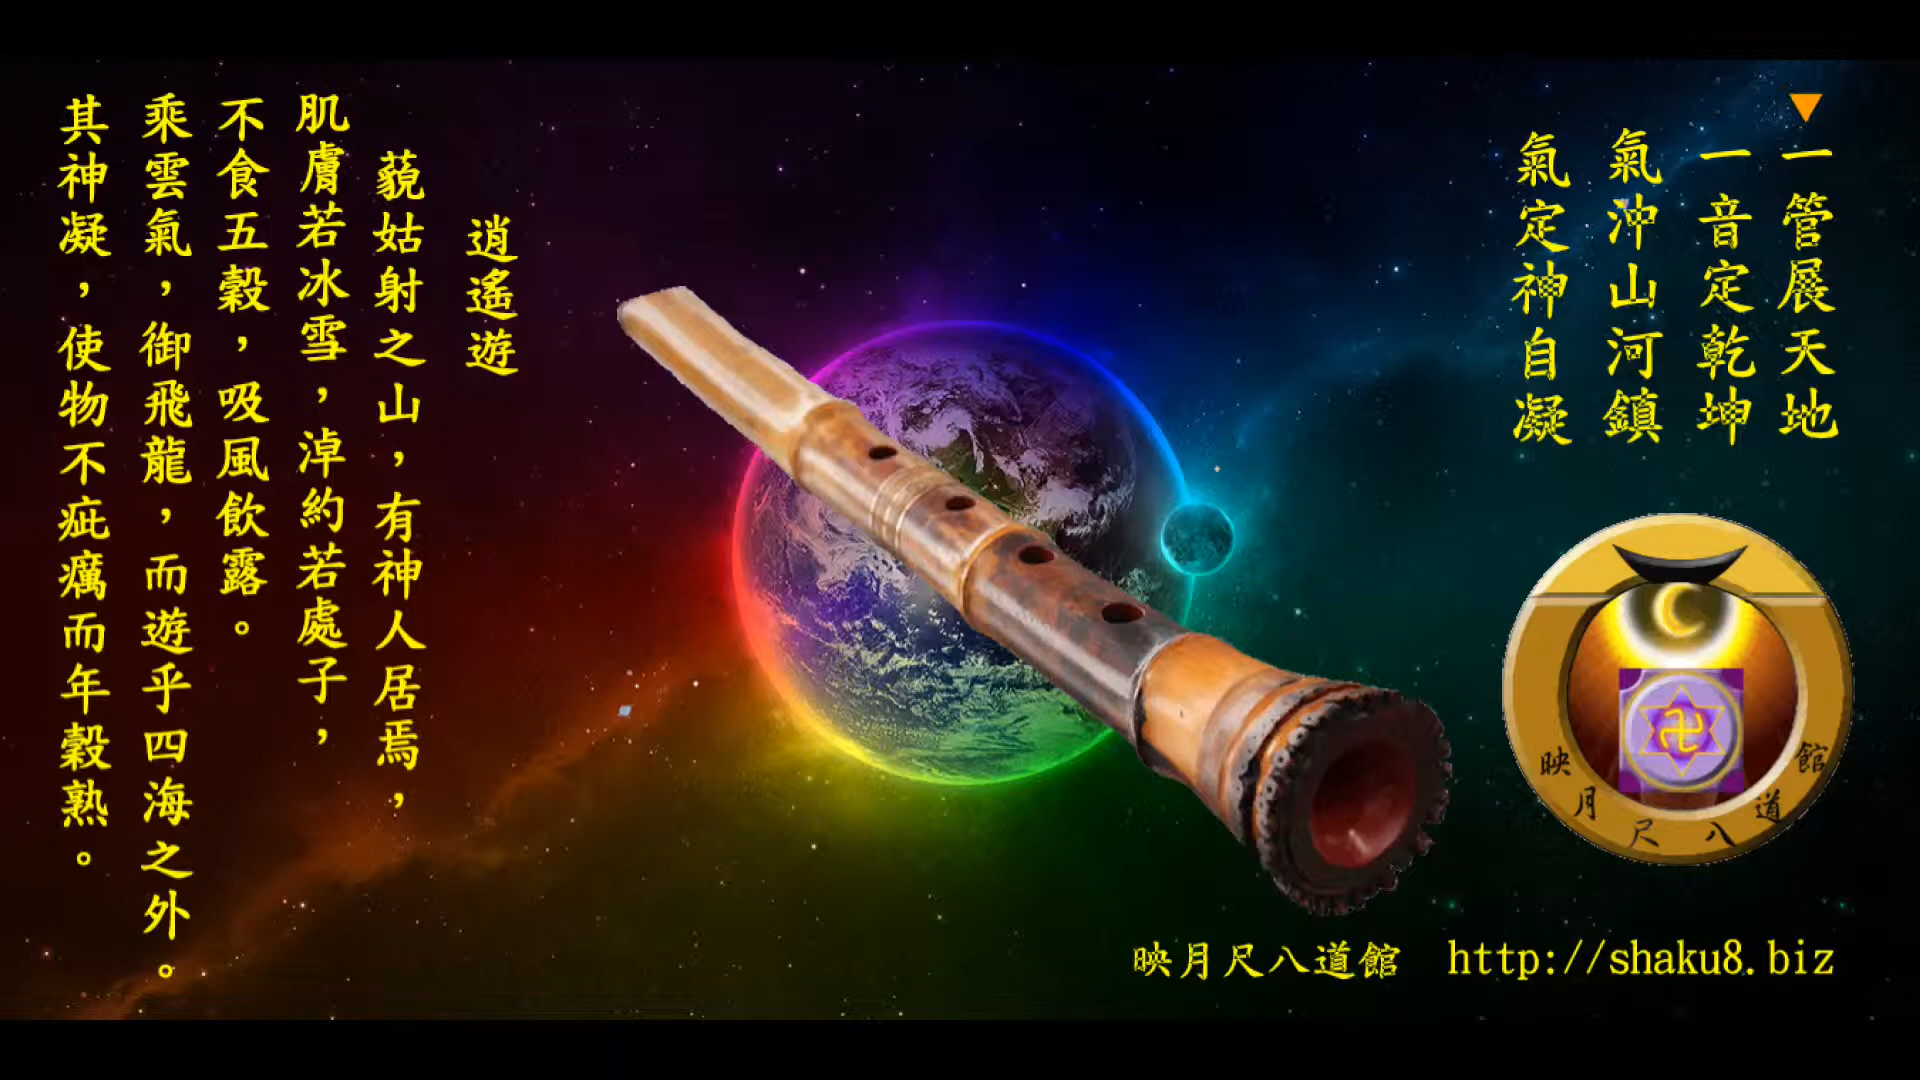 一管展天地
一音定乾坤
氣沖山河鎮
氣定神自凝
逍遙遊
藐姑射之山，有神人居焉，
肌膚若冰雪，淖約若處子，
不食五穀，吸風飲露。
乘雲氣，御飛龍，而遊乎四海之外。
其神凝，使物不疵癘而年穀熟。
映月尺八道館
映月尺八道館 http://shaku8.biz